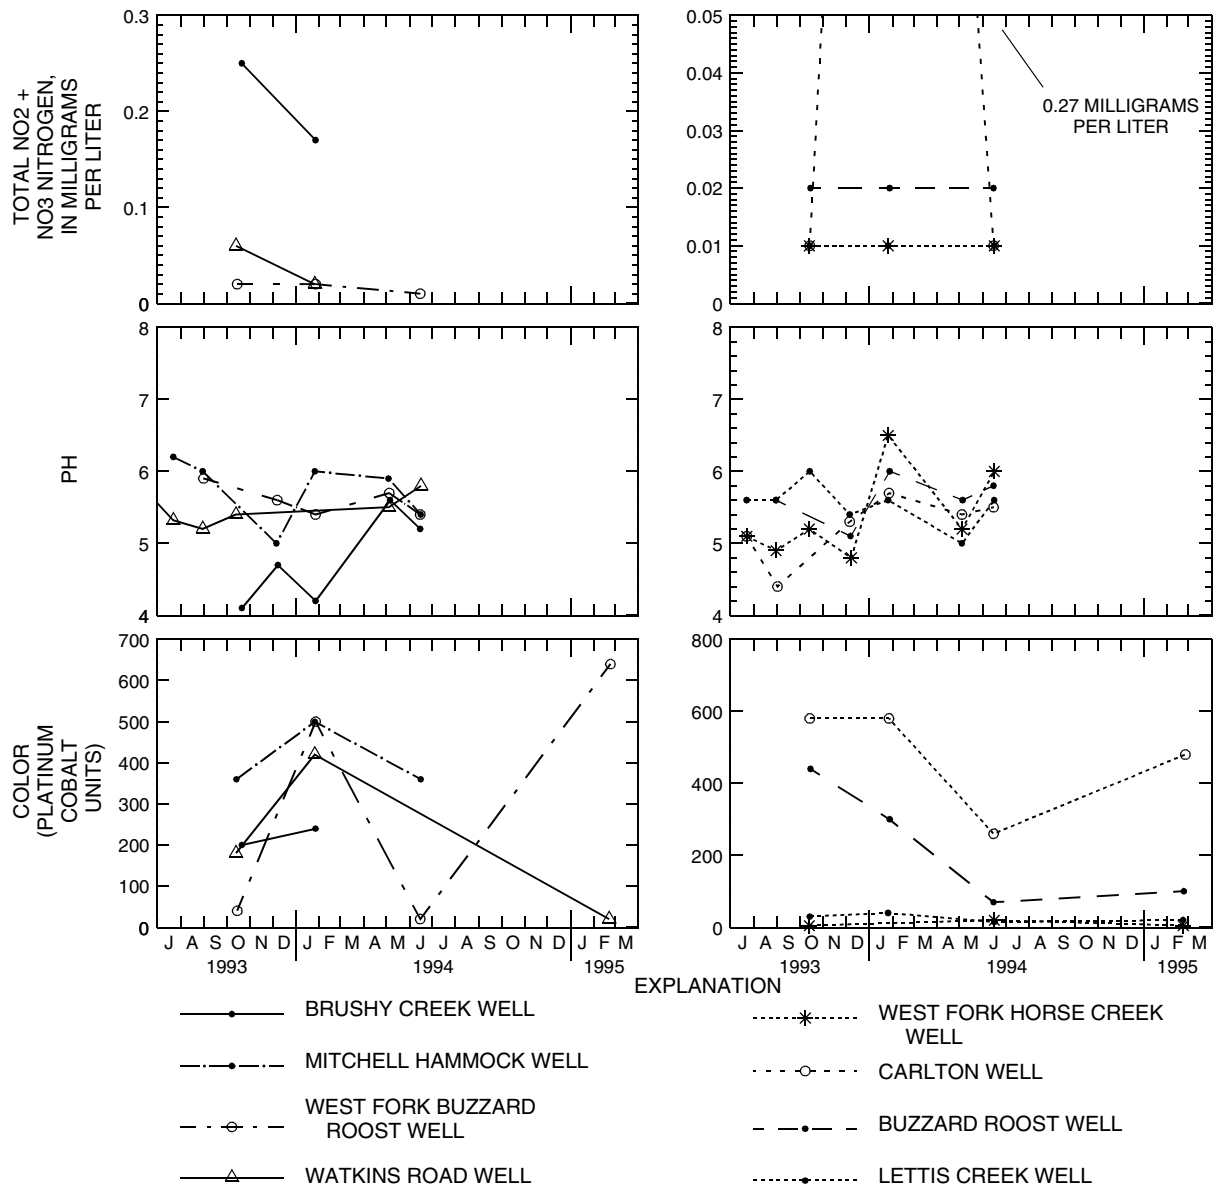 TOTAL NO2 +
NO3 NITROGEN,
IN MILLIGRAMS
PER LITER
0.3
0.2
0.1
0
0.05
0.04
0.03
0.02
0.01
0
0.27 MILLIGRAMS
PER LITER
PH
8
7
6
5
4
8
7
6
5
4
COLOR
(PLATINUM
COBALT
UNITS)
700
600
500
400
300
200
100
0
800
600
400
200
0
J A S O N D J F M A M J J A S O N D J F M
1993 1994 1995
J A S O N D J F M A M J J A S O N D J F M
1993 1994 1995
EXPLANATION
BRUSHY CREEK WELL
MITCHELL HAMMOCK WELL
WEST FORK BUZZARD
ROOST WELL
WATKINS ROAD WELL
WEST FORK HORSE CREEK
WELL
CARLTON WELL
BUZZARD ROOST WELL
LETTIS CREEK WELL